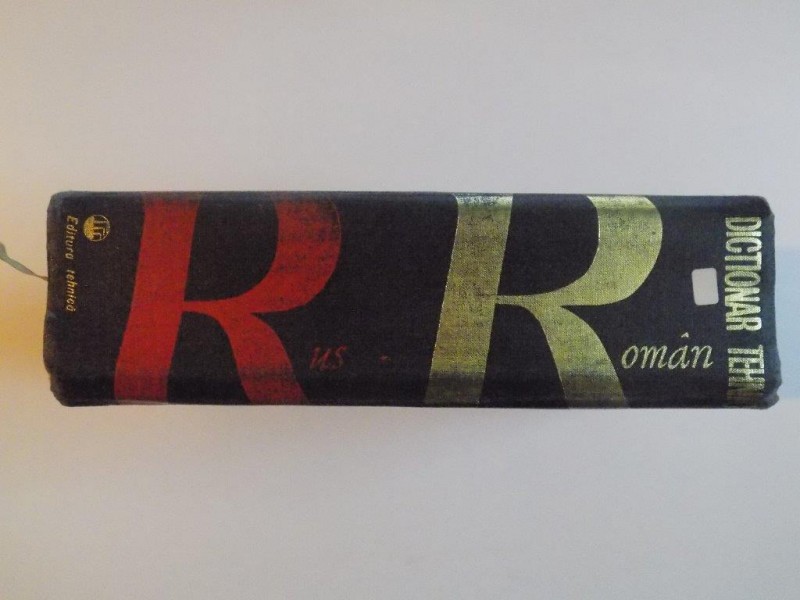 DICTIONAR TEHN
Rus - Român
Editura tehnică